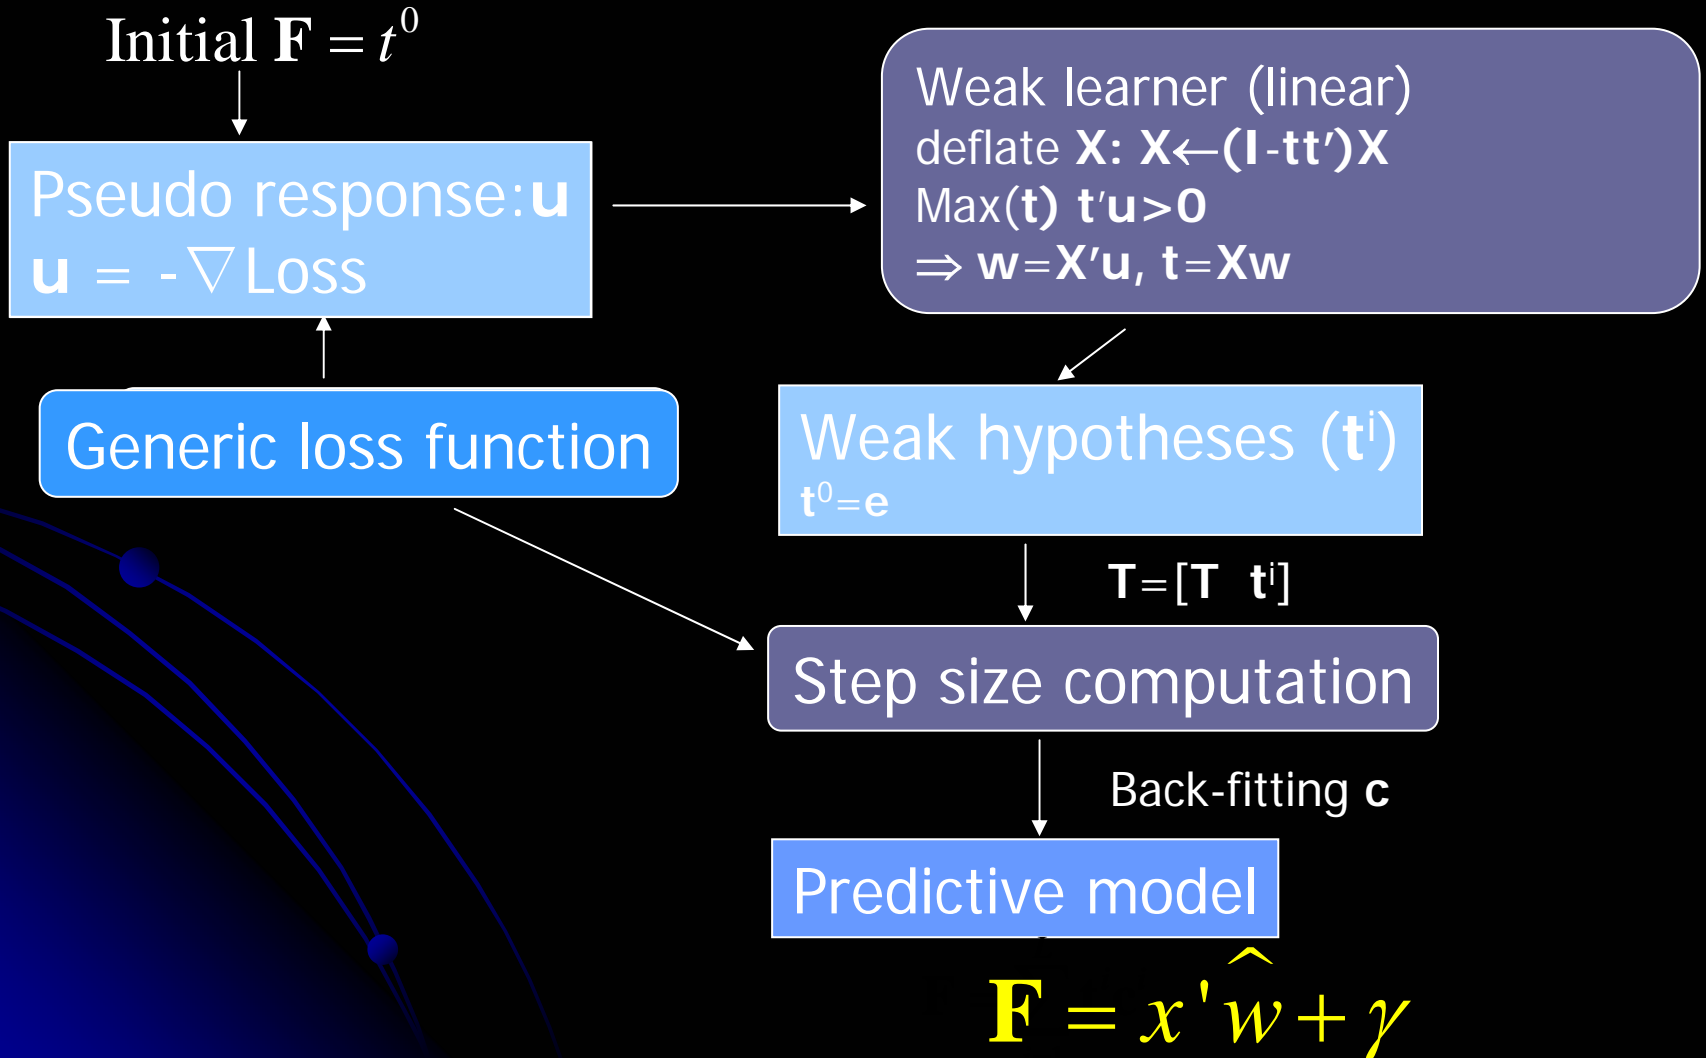 Initial F = t⁰
Pseudo response:u
u = -∇Loss
Weak learner (linear)
deflate X: X←(I-tt')X
Max(t) t'u>0
⇒ w=X'u, t=Xw
Generic loss function
Weak hypotheses (tⁱ)
t⁰=e
T=[T tⁱ]
Step size computation
Back-fitting c
Predictive model
F = x'ŵ + γ